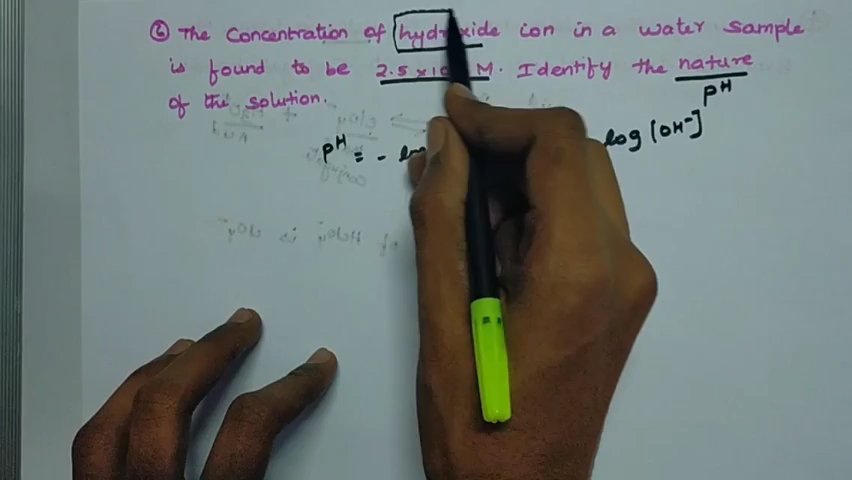 ⑥ The Concentration of hydroxide ion in a water sample
is found to be 2.5×10 M. Identify the nature
of the solution.
pH
pH = - log [OH⁻]